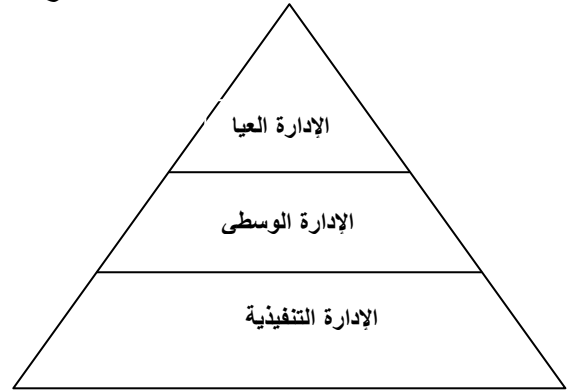 الإدارة العيا
الإدارة الوسطى
الإدارة التنفيذية